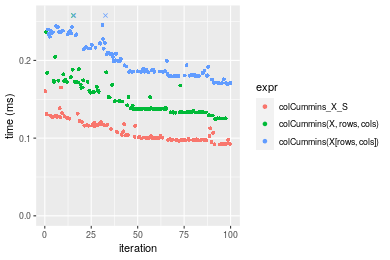 time (ms)
0.2
0.1
0.0
0
25
50
75
100
iteration
expr
colCummins_X_S
colCummins(X, rows, cols)
colCummins(X[rows, cols])